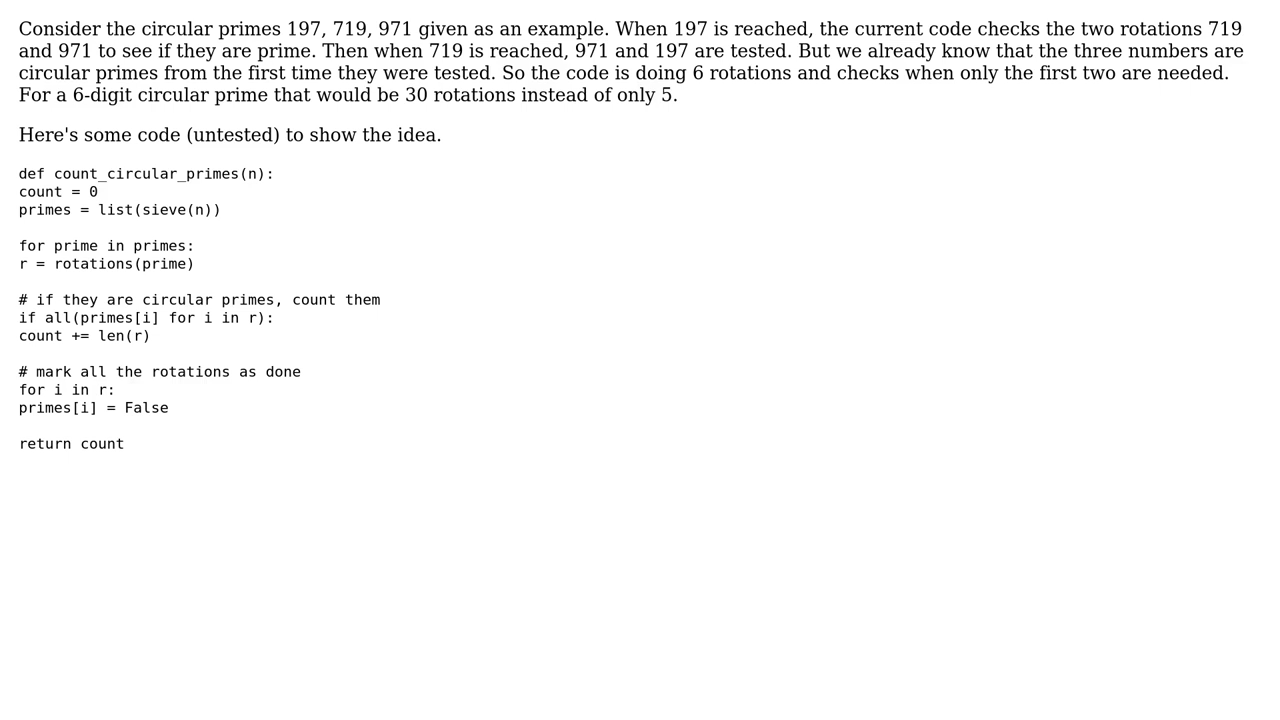 Consider the circular primes 197, 719, 971 given as an example. When 197 is reached, the current code checks the two rotations 719
and 971 to see if they are prime. Then when 719 is reached, 971 and 197 are tested. But we already know that the three numbers are
circular primes from the first time they were tested. So the code is doing 6 rotations and checks when only the first two are needed.
For a 6-digit circular prime that would be 30 rotations instead of only 5.
Here's some code (untested) to show the idea.
def count_circular_primes(n):
count = 0
primes = list(sieve(n))
for prime in primes:
r = rotations(prime)
# if they are circular primes, count them
if all(primes[i] for i in r):
count += len(r)
# mark all the rotations as done
for i in r:
primes[i] = False
return count